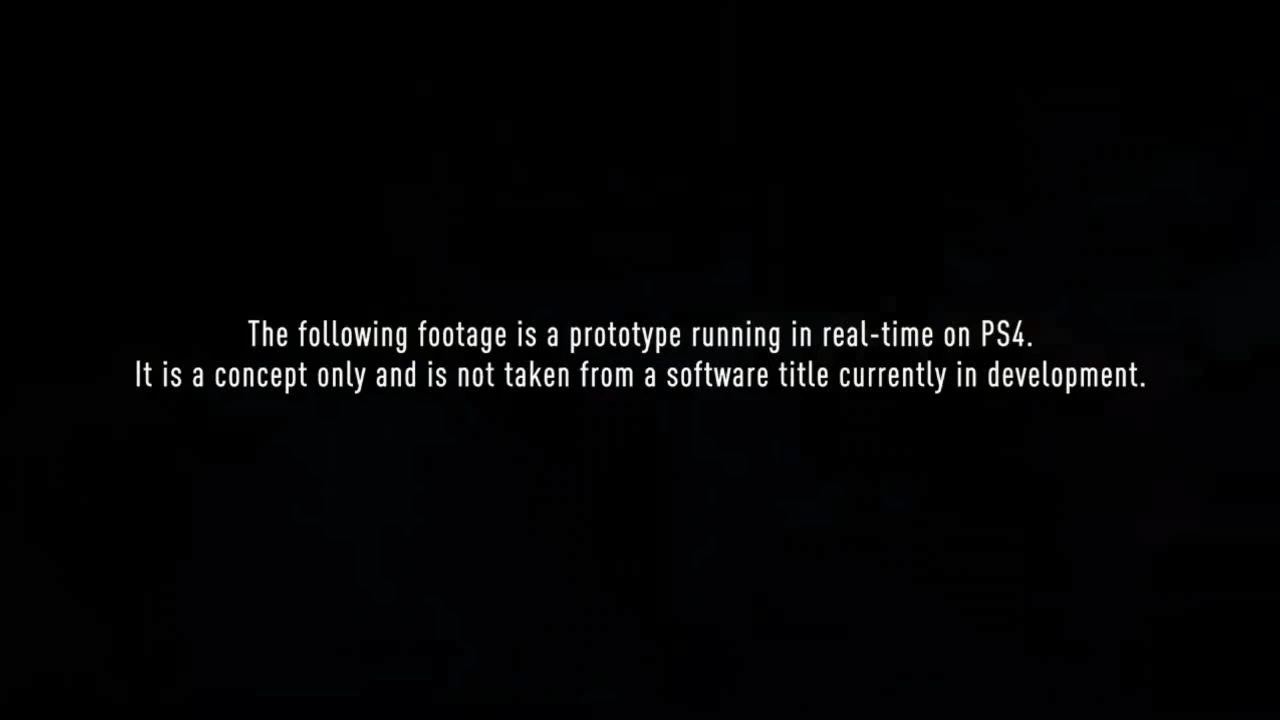 The following footage is a prototype running in real-time on PS4.
It is a concept only and is not taken from a software title currently in development.